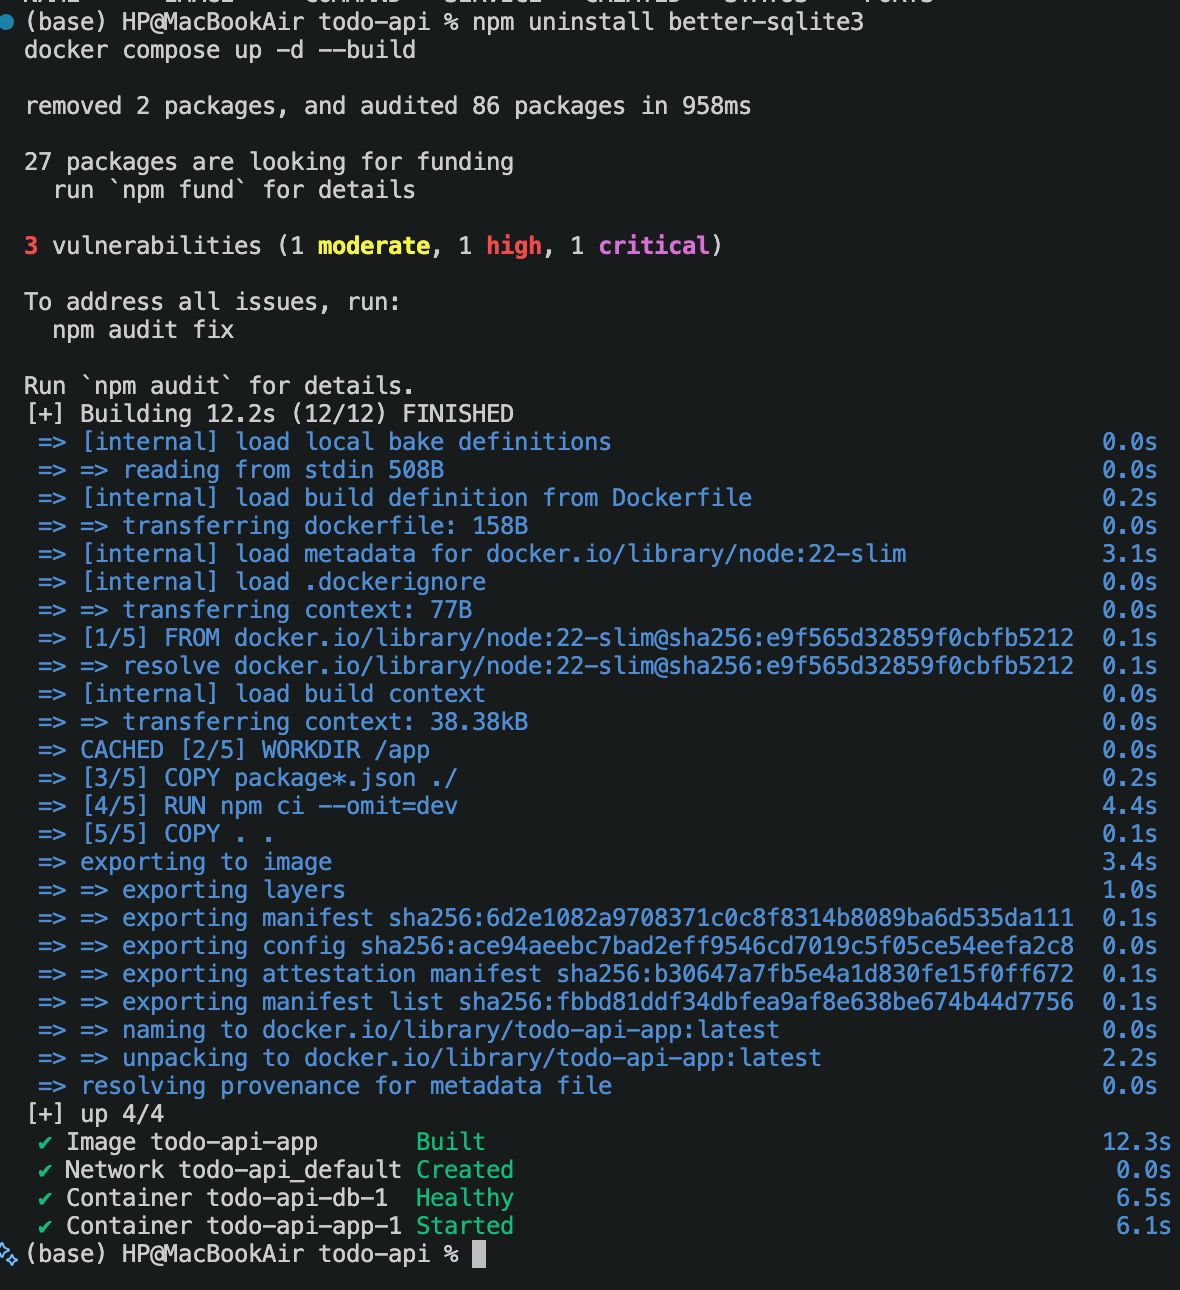 (base) HP@MacBookAir todo-api % npm uninstall better-sqlite3
docker compose up -d --build
removed 2 packages, and audited 86 packages in 958ms
27 packages are looking for funding
  run `npm fund` for details
3 vulnerabilities (1 moderate, 1 high, 1 critical)
To address all issues, run:
  npm audit fix
Run `npm audit` for details.
[+] Building 12.2s (12/12) FINISHED
 => [internal] load local bake definitions 0.0s
 => => reading from stdin 508B 0.0s
 => [internal] load build definition from Dockerfile 0.2s
 => => transferring dockerfile: 158B 0.0s
 => [internal] load metadata for docker.io/library/node:22-slim 3.1s
 => [internal] load .dockerignore 0.0s
 => => transferring context: 77B 0.0s
 => [1/5] FROM docker.io/library/node:22-slim@sha256:e9f565d32859f0cbfb5212 0.1s
 => => resolve docker.io/library/node:22-slim@sha256:e9f565d32859f0cbfb5212 0.1s
 => [internal] load build context 0.0s
 => => transferring context: 38.38kB 0.0s
 => CACHED [2/5] WORKDIR /app 0.0s
 => [3/5] COPY package*.json ./ 0.2s
 => [4/5] RUN npm ci --omit=dev 4.4s
 => [5/5] COPY . . 0.1s
 => exporting to image 3.4s
 => => exporting layers 1.0s
 => => exporting manifest sha256:6d2e1082a9708371c0c8f8314b8089ba6d535da111 0.1s
 => => exporting config sha256:ace94aeebc7bad2eff9546cd7019c5f05ce54eefa2c8 0.0s
 => => exporting attestation manifest sha256:b30647a7fb5e4a1d830fe15f0ff672 0.1s
 => => exporting manifest list sha256:fbbd81ddf34dbfea9af8e638be674b44d7756 0.1s
 => => naming to docker.io/library/todo-api-app:latest 0.0s
 => => unpacking to docker.io/library/todo-api-app:latest 2.2s
 => resolving provenance for metadata file 0.0s
[+] up 4/4
 ✔ Image todo-api-app Built 12.3s
 ✔ Network todo-api_default Created 0.0s
 ✔ Container todo-api-db-1 Healthy 6.5s
 ✔ Container todo-api-app-1 Started 6.1s
(base) HP@MacBookAir todo-api %